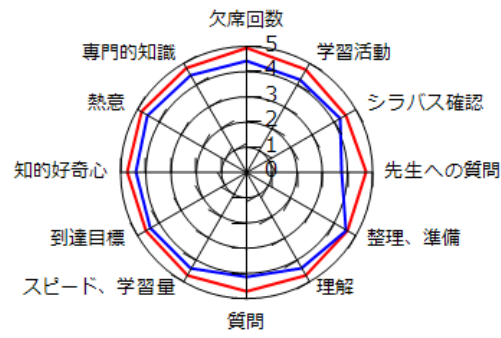 欠席回数
学習活動
シラバス確認
先生への質問
整理、準備
理解
質問
スピード、学習量
到達目標
知的好奇心
熱意
専門的知識
5
4
3
2
1
0